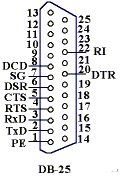 13
25
12
24
11
23
10
22 RI
9
21
DCD 8
20 DTR
SG 7
19
DSR 6
18
CTS 5
17
RTS 4
16
RxD 3
15
TxD 2
14
PE 1
DB-25